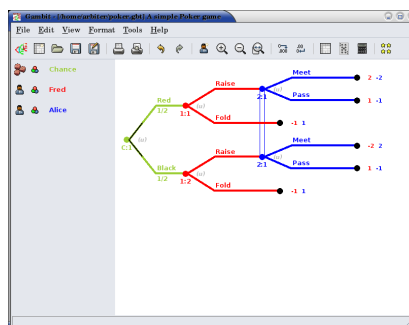 Gambit - [/home/arbiter/poker.gbt] A simple Poker game
File Edit View Format Tools Help
Chance
Fred
Alice
C:1
(u)
Red
1/2
Black
1/2
1:1
(u)
Raise
Fold
-1 1
2:1
(u)
Meet
2 -2
Pass
1 -1
1:2
(u)
Raise
Fold
-1 1
2:1
(u)
Meet
-2 2
Pass
1 -1